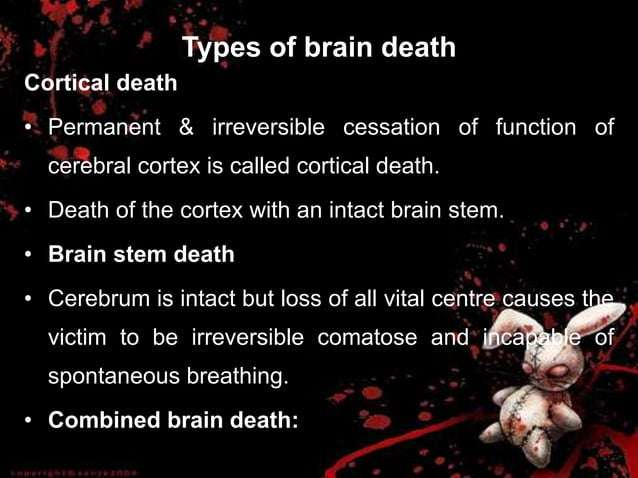 Types of brain death
Cortical death
• Permanent & irreversible cessation of function of
cerebral cortex is called cortical death.
• Death of the cortex with an intact brain stem.
• Brain stem death
• Cerebrum is intact but loss of all vital centre causes the
victim to be irreversible comatose and incapable of
spontaneous breathing.
• Combined brain death: